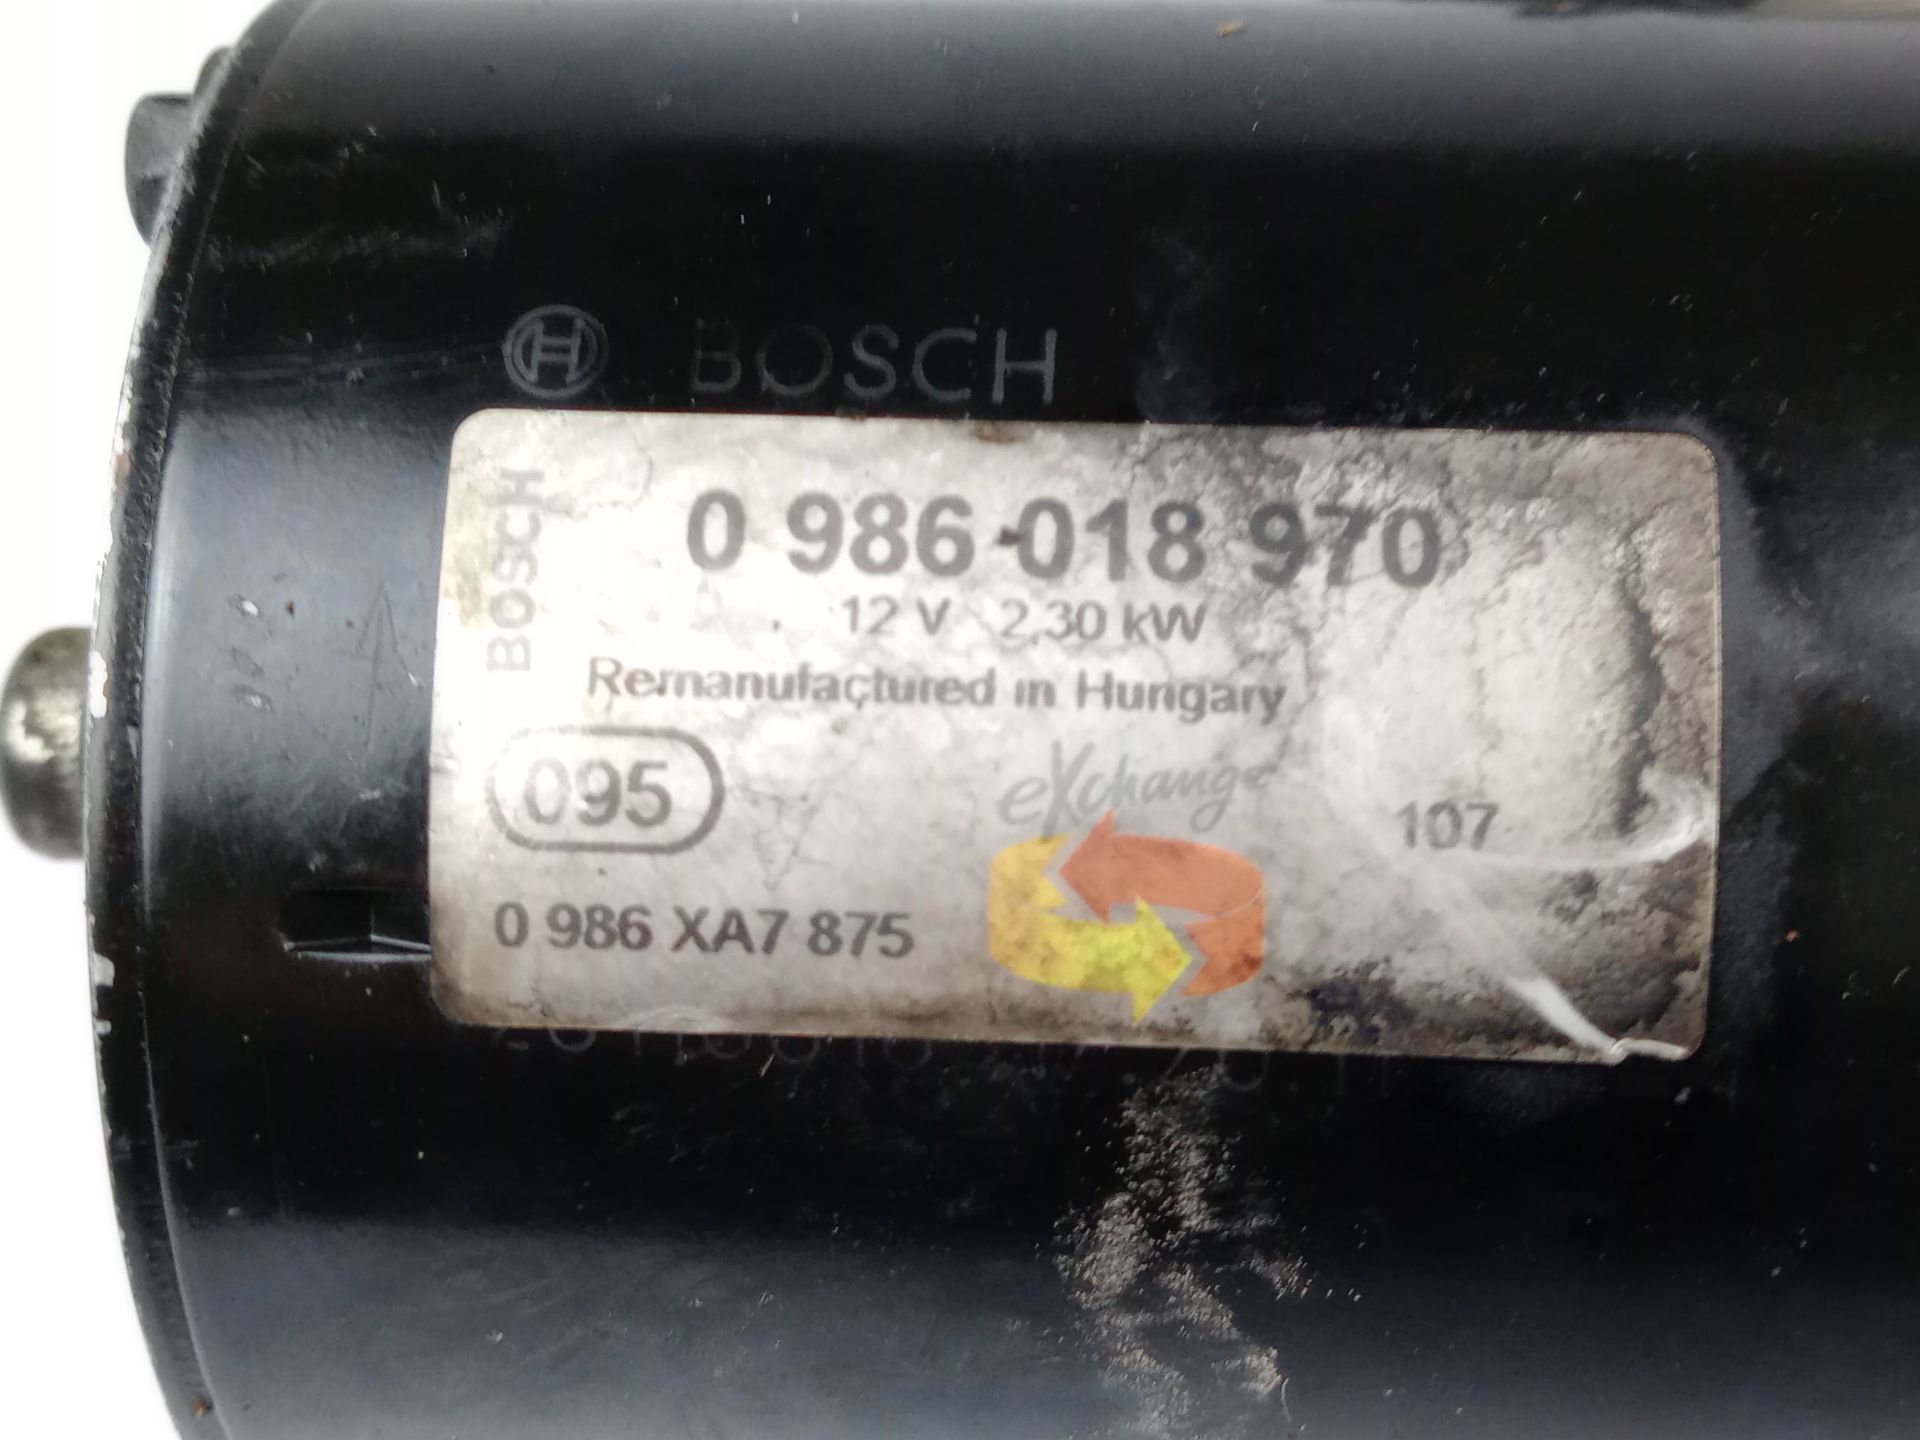 BOSCH
BOSCH
0 986 018 970
12 V 2,30 kW
Remanufactured in Hungary
095
eXchange
107
0 986 XA7 875